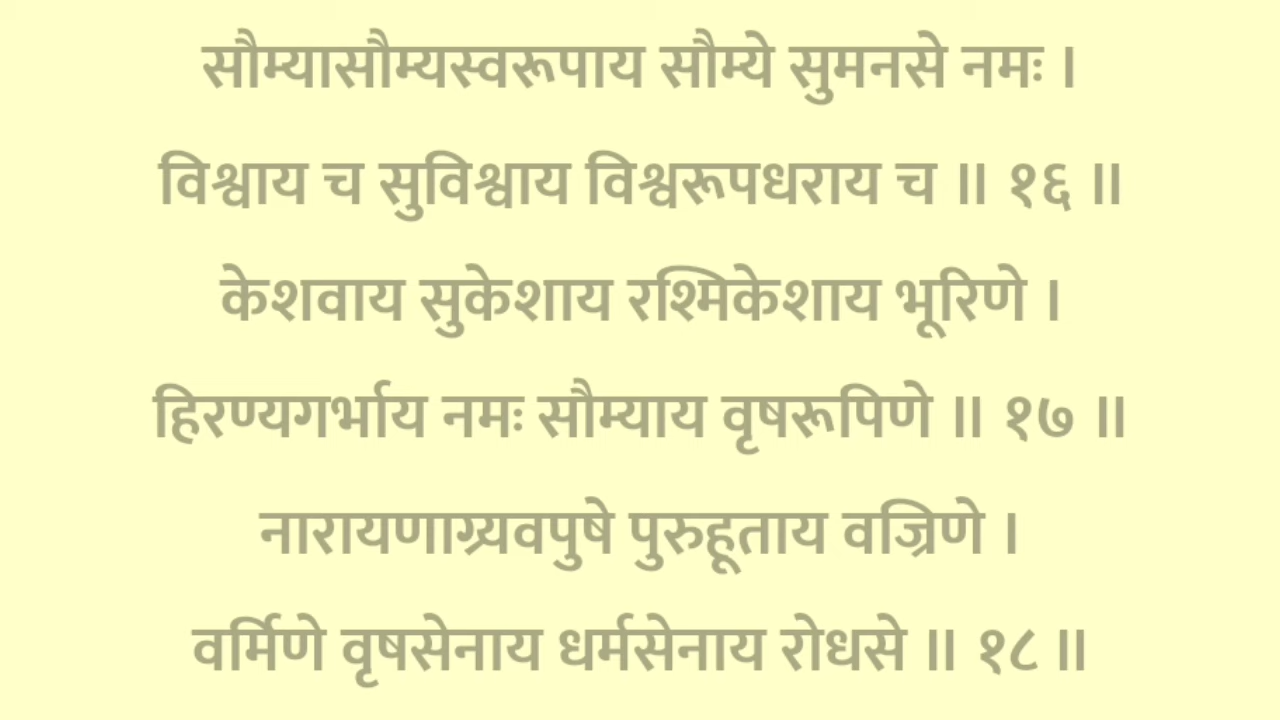 सौम्यासौम्यस्वरूपाय सौम्ये सुमनसे नमः ।
विश्वाय च सुविश्वाय विश्वरूपधराय च ॥ १६ ॥
केशवाय सुकेशाय रश्मिकेशाय भूरिणे ।
हिरण्यगर्भाय नमः सौम्याय वृषरूपिणे ॥ १७ ॥
नारायणाग्र्यवपुषे पुरुहूताय वज्रिणे ।
वर्मिणे वृषसेनाय धर्मसेनाय रोधसे ॥ १८ ॥